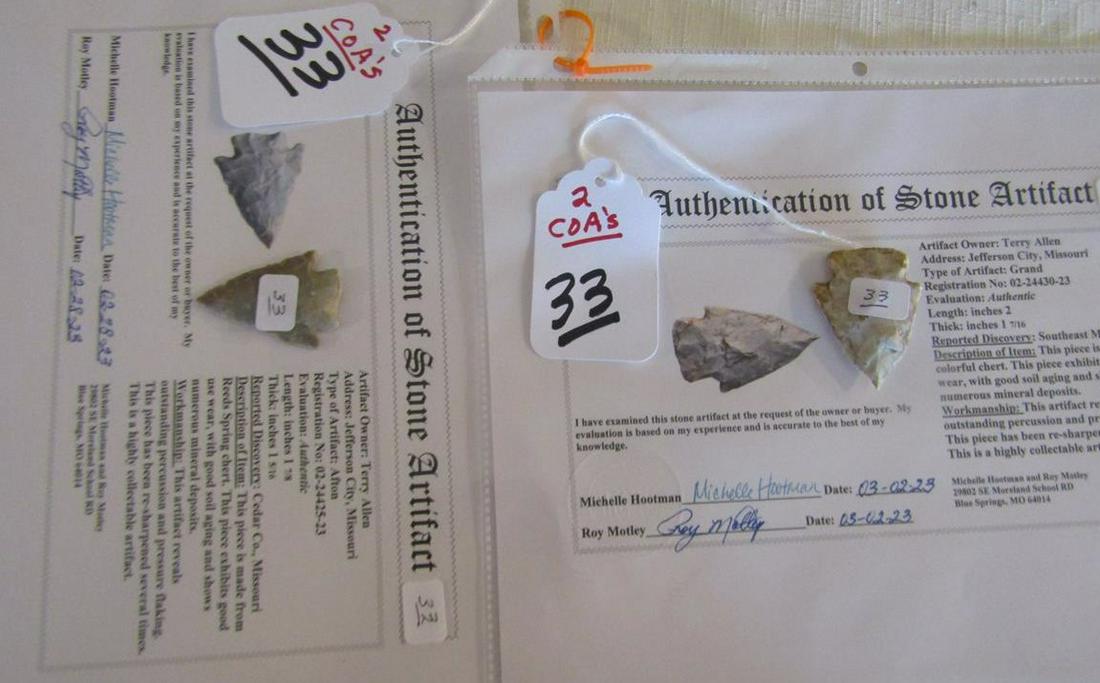 2
COA's
33
Authentication of Stone Artifact
Artifact Owner: Terry Allen
Address: Jefferson City, Missouri
Type of Artifact: Afton
Registration No: 02-24425-23
Evaluation: Authentic
Length: inches 1 7/8
Thick: inches 1 5/16
Reported Discovery: Cedar Co., Missouri
Description of Item: This piece is made from
Reeds Spring chert. This piece exhibits good
use wear, with good soil aging and shows
numerous mineral deposits.
Workmanship: This artifact reveals
outstanding percussion and pressure flaking.
This piece has been re-sharpened several times.
This is a highly collectable artifact.
33
33
I have examined this stone artifact at the request of the owner or buyer. My
evaluation is based on my experience and is accurate to the best of my
knowledge.
Michelle Hootman Michelle Hootman Date: 02-28-23
Roy Motley Roy Motley Date: 02-28-23
Michelle Hootman and Roy Motley
29802 SE Moreland School RD
Blue Springs, MO 64014
2
COA's
33
Authentication of Stone Artifact
Artifact Owner: Terry Allen
Address: Jefferson City, Missouri
Type of Artifact: Grand
Registration No: 02-24430-23
Evaluation: Authentic
Length: inches 2
Thick: inches 1 7/16
Reported Discovery: Southeast M
Description of Item: This piece is
colorful chert. This piece exhibit
wear, with good soil aging and s
numerous mineral deposits.
Workmanship: This artifact re
outstanding percussion and pr
This piece has been re-sharpe
This is a highly collectable art
33
I have examined this stone artifact at the request of the owner or buyer. My
evaluation is based on my experience and is accurate to the best of my
knowledge.
Michelle Hootman Michelle Hootman Date: 03-02-23
Roy Motley Roy Motley Date: 03-02-23
Michelle Hootman and Roy Motley
29802 SE Moreland School RD
Blue Springs, MO 64014